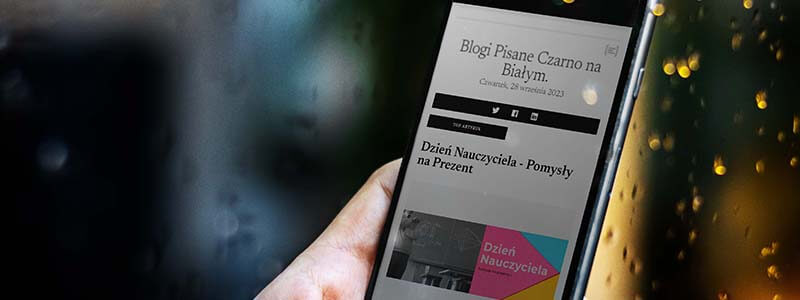 Blogi Pisane Czarno na
Białym.
Czwartek, 28 września 2023
TOP ARTYKUŁ
Dzień Nauczyciela - Pomysły
na Prezent
Dzień
Nauczyciela